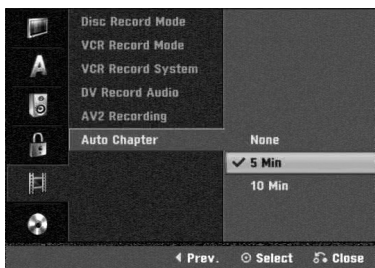 Disc Record Mode
VCR Record Mode
VCR Record System
DV Record Audio
AV2 Recording
Auto Chapter
None
✓ 5 Min
10 Min
Prev.
Select
Close